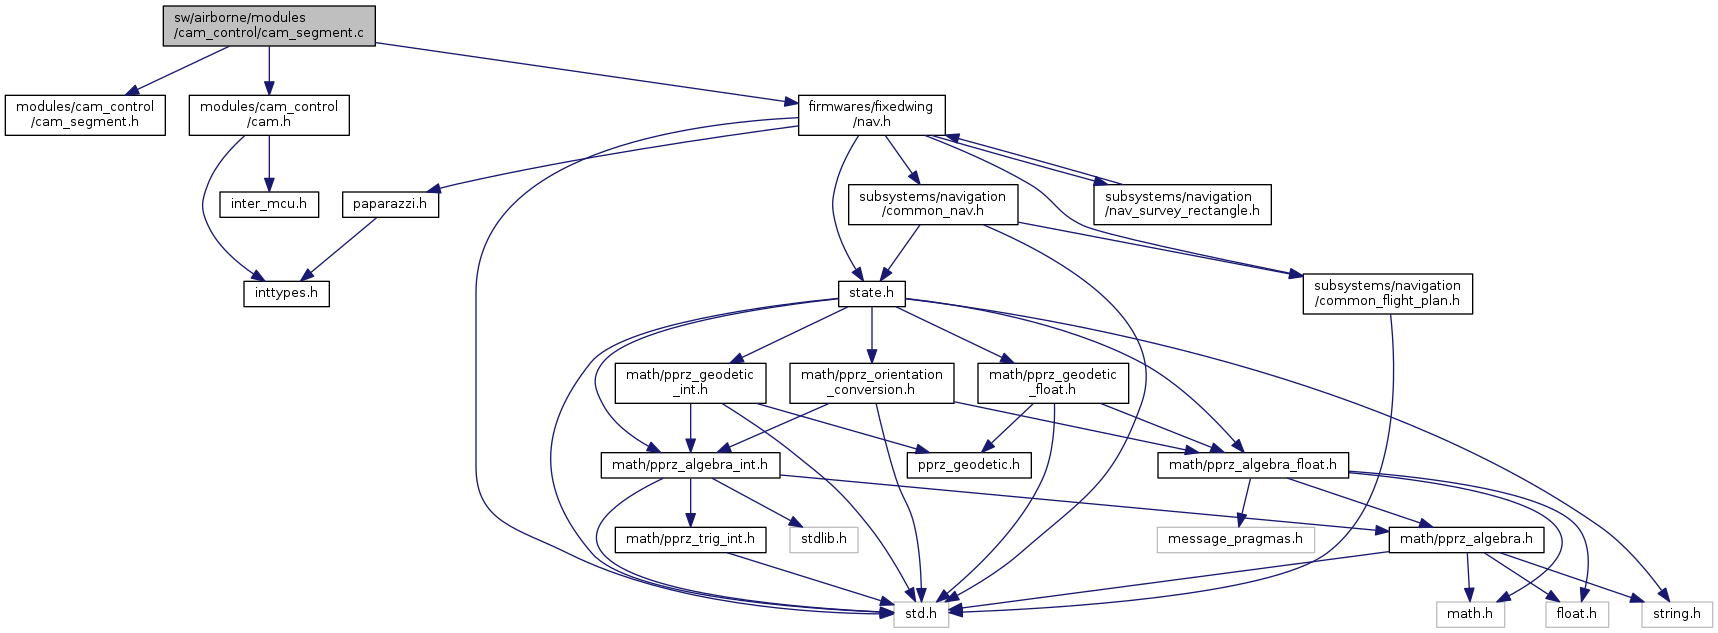 sw/airborne/modules
/cam_control/cam_segment.c
modules/cam_control
/cam_segment.h
modules/cam_control
/cam.h
firmwares/fixedwing
/nav.h
inter_mcu.h
paparazzi.h
subsystems/navigation
/common_nav.h
subsystems/navigation
/nav_survey_rectangle.h
inttypes.h
state.h
subsystems/navigation
/common_flight_plan.h
math/pprz_geodetic
_int.h
math/pprz_orientation
_conversion.h
math/pprz_geodetic
_float.h
math/pprz_algebra_int.h
pprz_geodetic.h
math/pprz_algebra_float.h
math/pprz_trig_int.h
stdlib.h
message_pragmas.h
math/pprz_algebra.h
std.h
math.h
float.h
string.h